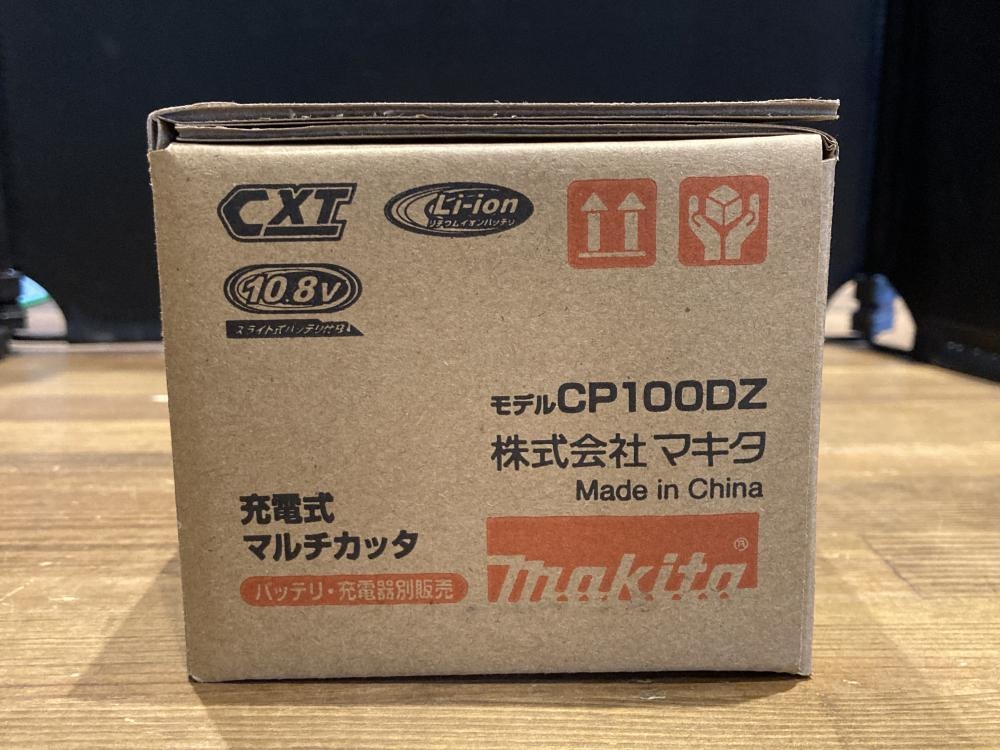 CXT
Li-ion
リチウムイオンバッテリ
10.8V
スライド式バッテリ仕様
モデルCP100DZ
株式会社マキタ
Made in China
充電式
マルチカッタ
バッテリ・充電器別販売
makita®